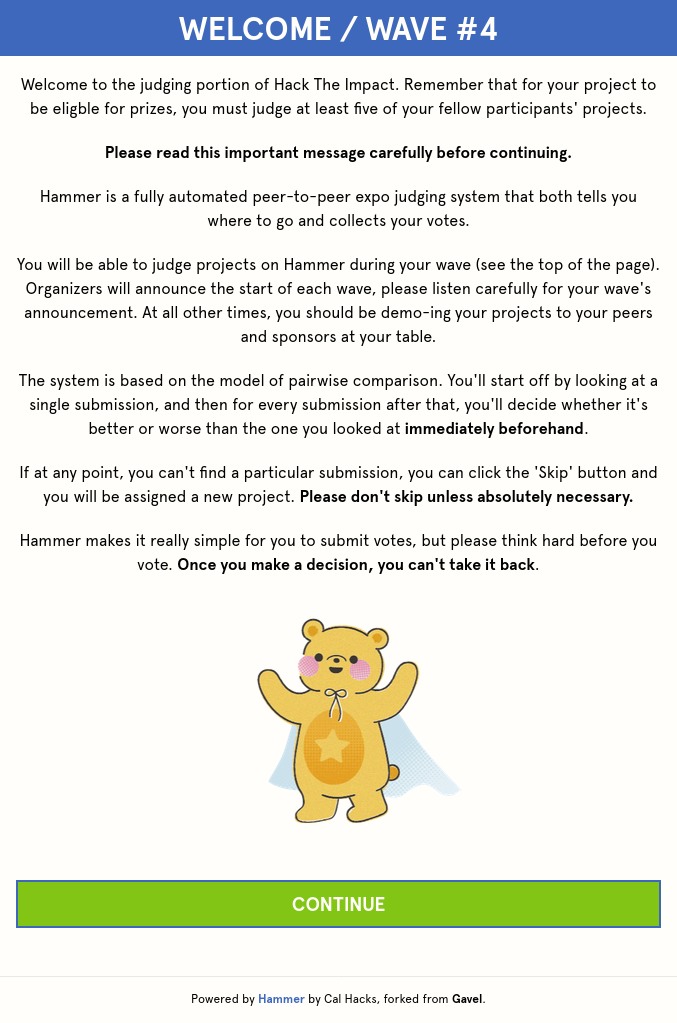 WELCOME / WAVE #4
Welcome to the judging portion of Hack The Impact. Remember that for your project to
be eligble for prizes, you must judge at least five of your fellow participants' projects.
Please read this important message carefully before continuing.
Hammer is a fully automated peer-to-peer expo judging system that both tells you
where to go and collects your votes.
You will be able to judge projects on Hammer during your wave (see the top of the page).
Organizers will announce the start of each wave, please listen carefully for your wave's
announcement. At all other times, you should be demo-ing your projects to your peers
and sponsors at your table.
The system is based on the model of pairwise comparison. You'll start off by looking at a
single submission, and then for every submission after that, you'll decide whether it's
better or worse than the one you looked at immediately beforehand.
If at any point, you can't find a particular submission, you can click the 'Skip' button and
you will be assigned a new project. Please don't skip unless absolutely necessary.
Hammer makes it really simple for you to submit votes, but please think hard before you
vote. Once you make a decision, you can't take it back.
CONTINUE
Powered by Hammer by Cal Hacks, forked from Gavel.